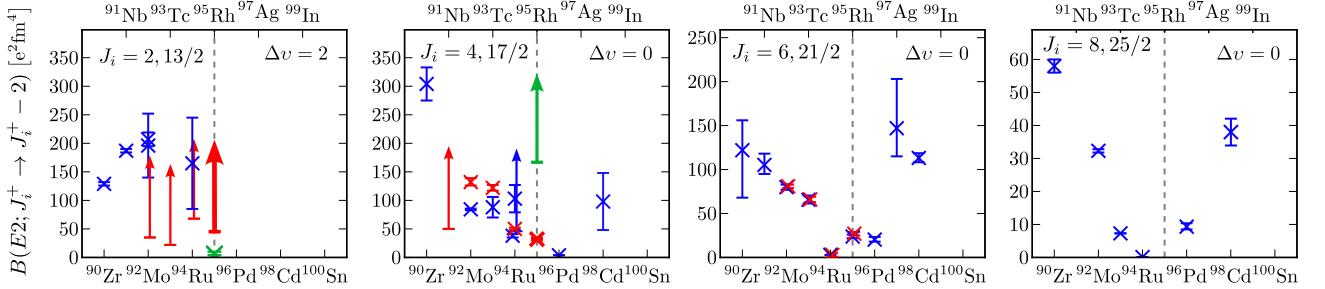 ⁹¹Nb ⁹³Tc ⁹⁵Rh ⁹⁷Ag ⁹⁹In
⁹¹Nb ⁹³Tc ⁹⁵Rh ⁹⁷Ag ⁹⁹In
⁹¹Nb ⁹³Tc ⁹⁵Rh ⁹⁷Ag ⁹⁹In
⁹¹Nb ⁹³Tc ⁹⁵Rh ⁹⁷Ag ⁹⁹In
B(E2; J_i⁺ → J_i⁺ − 2) [e²fm⁴]
J_i = 2, 13/2
Δv = 2
350
300
250
200
150
100
50
0
⁹⁰Zr ⁹²Mo ⁹⁴Ru ⁹⁶Pd ⁹⁸Cd ¹⁰⁰Sn
J_i = 4, 17/2
Δv = 0
350
300
250
200
150
100
50
0
⁹⁰Zr ⁹²Mo ⁹⁴Ru ⁹⁶Pd ⁹⁸Cd ¹⁰⁰Sn
J_i = 6, 21/2
Δv = 0
250
200
150
100
50
0
⁹⁰Zr ⁹²Mo ⁹⁴Ru ⁹⁶Pd ⁹⁸Cd ¹⁰⁰Sn
J_i = 8, 25/2
Δv = 0
60
50
40
30
20
10
0
⁹⁰Zr ⁹²Mo ⁹⁴Ru ⁹⁶Pd ⁹⁸Cd ¹⁰⁰Sn